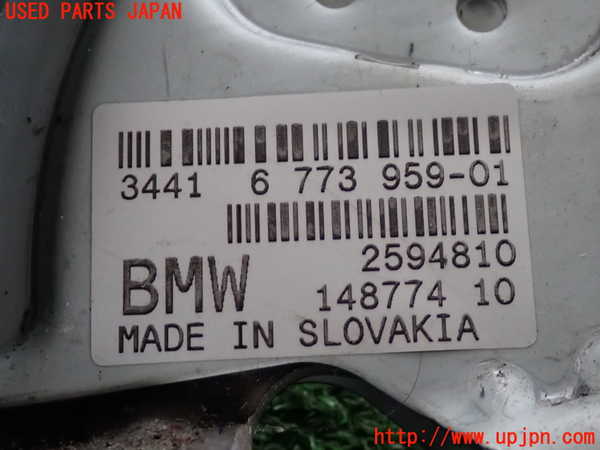 USED PARTS JAPAN
3441 6 773 959-01
2594810
BMW 148774 10
MADE IN SLOVAKIA
http://www.upjpn.com/